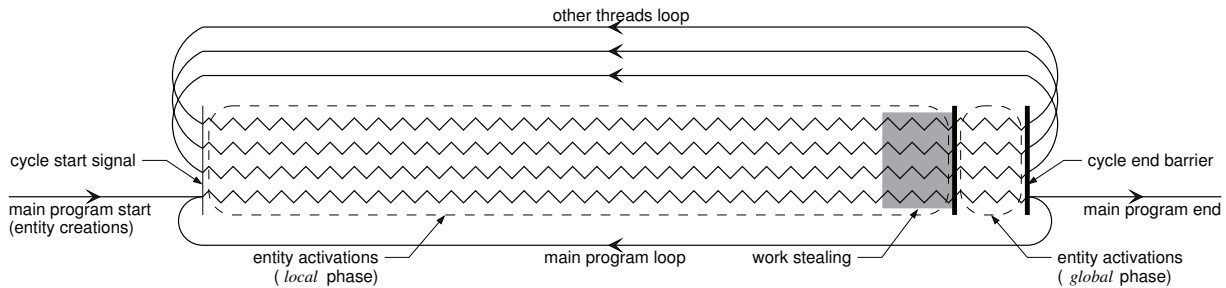 other threads loop
cycle start signal
cycle end barrier
main program start
(entity creations)
main program end
entity activations
( local phase)
main program loop
work stealing
entity activations
( global phase)